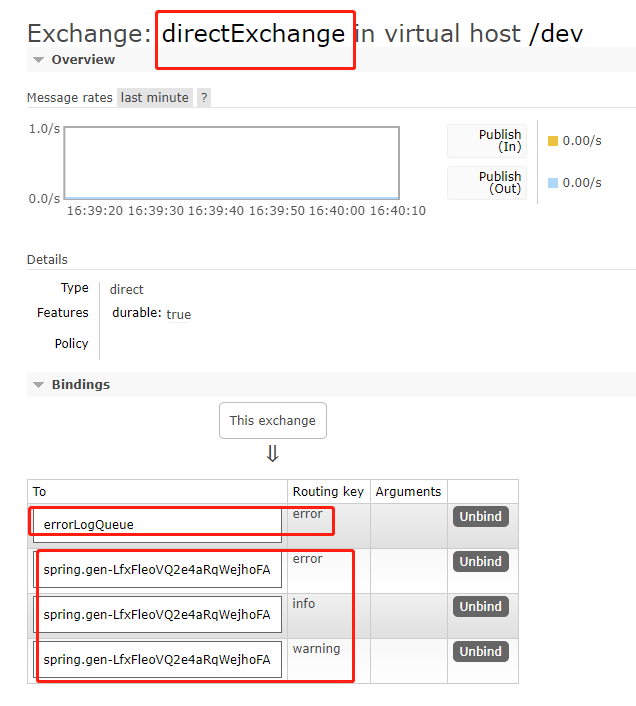 Exchange: directExchange in virtual host /dev
Overview
Message rates last minute ?
1.0/s
0.0/s
16:39:20 16:39:30 16:39:40 16:39:50 16:40:00 16:40:10
Publish
(In)
0.00/s
Publish
(Out)
0.00/s
Details
Type direct
Features durable: true
Policy
Bindings
This exchange
⇓
To Routing key Arguments
errorLogQueue error Unbind
spring.gen-LfxFleoVQ2e4aRqWejhoFA error Unbind
spring.gen-LfxFleoVQ2e4aRqWejhoFA info Unbind
spring.gen-LfxFleoVQ2e4aRqWejhoFA warning Unbind